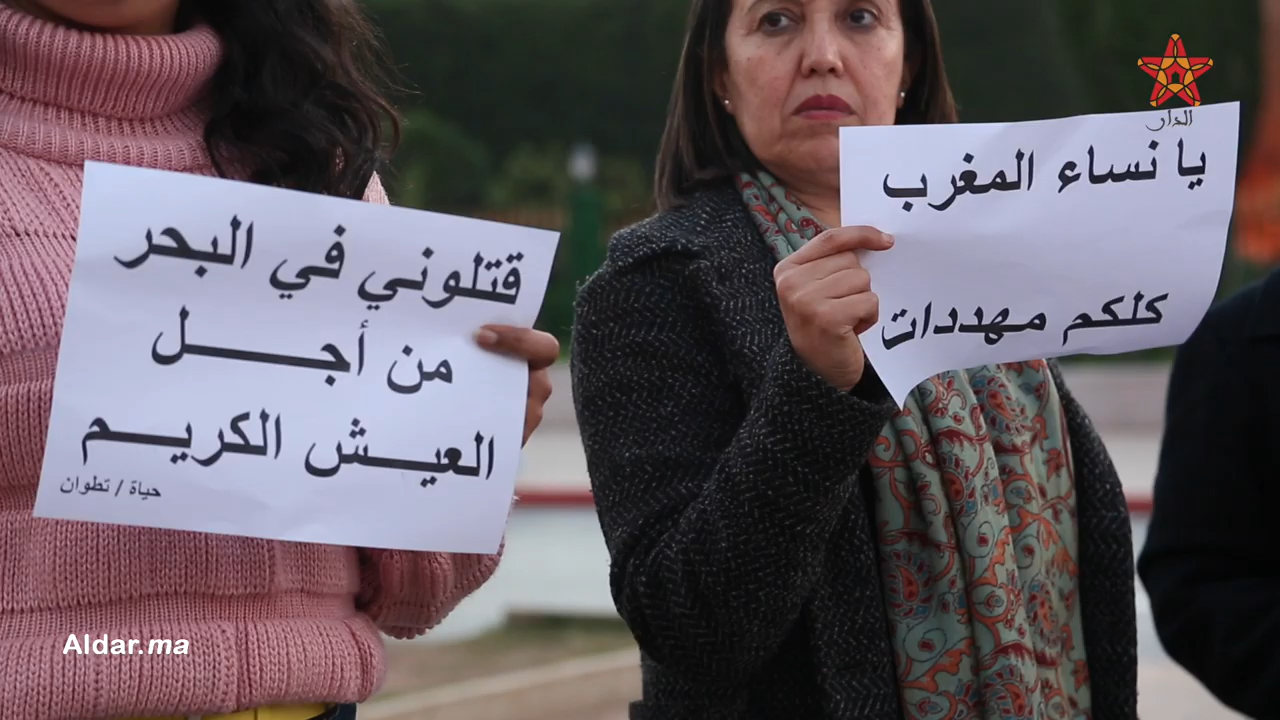 قتلوني في البحر
من أجل
العيش الكريم
حياة / تطوان
يا نساء المغرب
كلكم مهددات
الدار
Aldar.ma